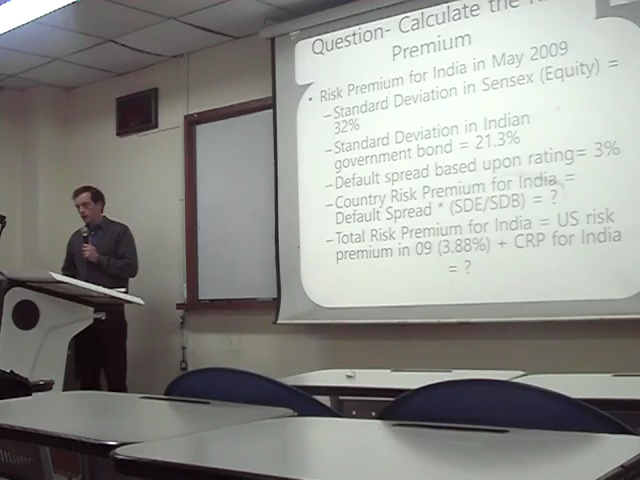 Question- Calculate the
Premium
• Risk Premium for India in May 2009
–Standard Deviation in Sensex (Equity) =
32%
–Standard Deviation in Indian
government bond = 21.3%
–Default spread based upon rating= 3%
–Country Risk Premium for India =
Default Spread * (SDE/SDB) = ?
–Total Risk Premium for India = US risk
premium in 09 (3.88%) + CRP for India
= ?